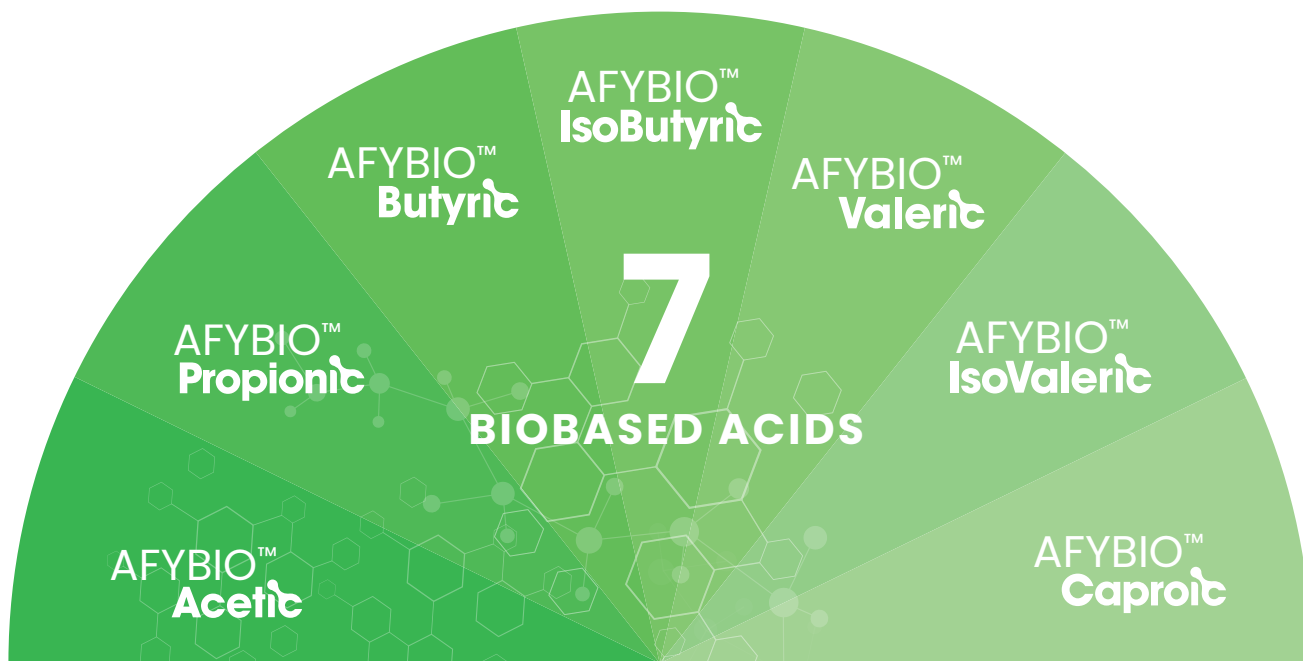 AFYBIO™
IsoButyric
AFYBIO™
Butyric
AFYBIO™
Valeric
AFYBIO™
Propionic
7
BIOBASED ACIDS
AFYBIO™
IsoValeric
AFYBIO™
Acetic
AFYBIO™
Caproic